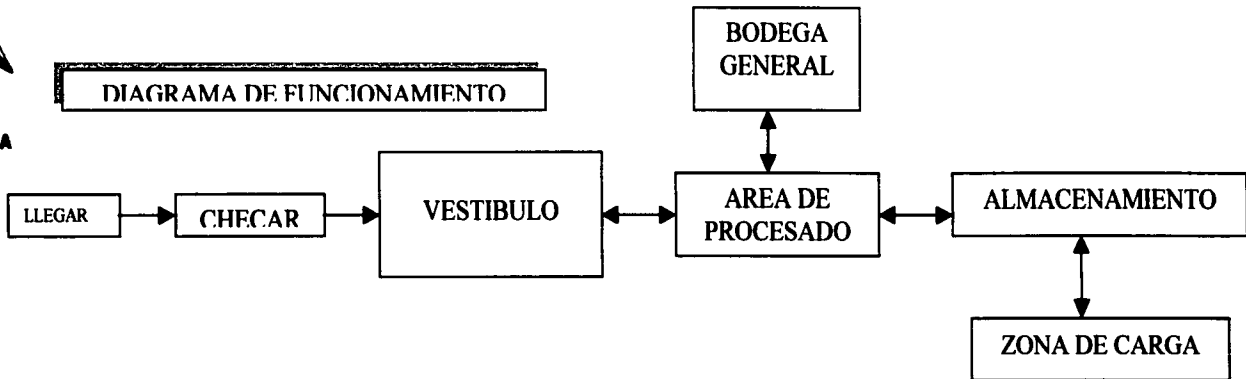 BODEGA
GENERAL
DIAGRAMA DE FUNCIONAMIENTO
A
LLEGAR
CHECAR
VESTIBULO
AREA DE
PROCESADO
ALMACENAMIENTO
ZONA DE CARGA